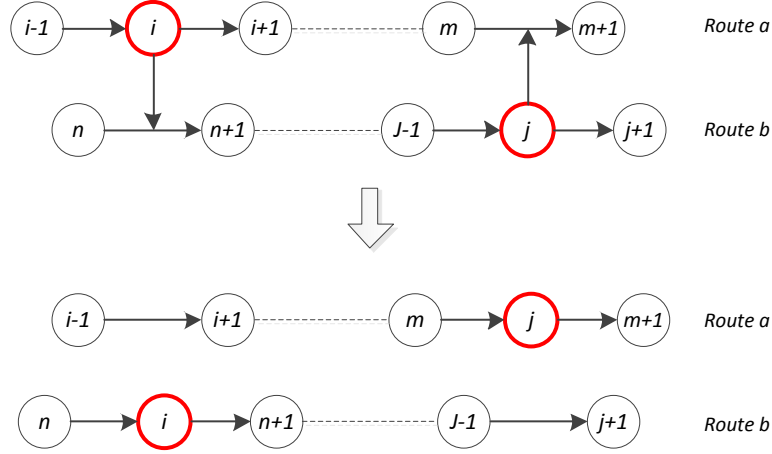 i-1 i i+1 m m+1 Route a
n n+1 J-1 j j+1 Route b
i-1 i+1 m j m+1 Route a
n i n+1 J-1 j+1 Route b